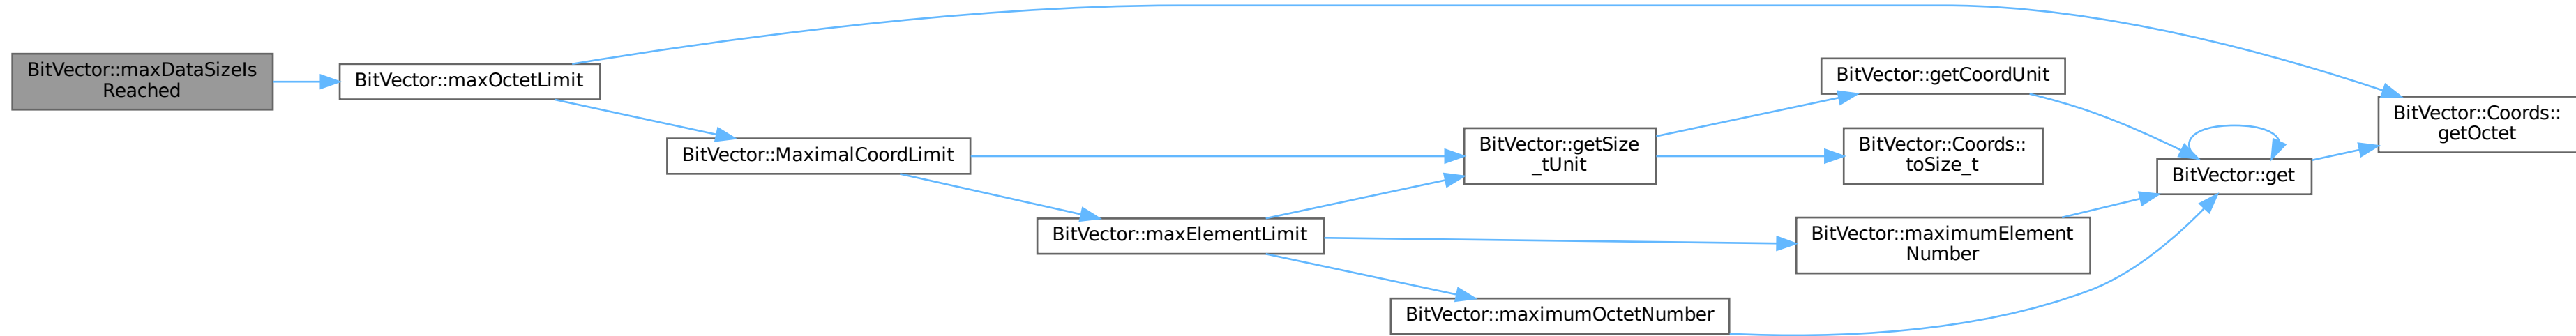 BitVector::maxDataSizeIs
Reached
BitVector::maxOctetLimit
BitVector::MaximalCoordLimit
BitVector::maxElementLimit
BitVector::getSize
_tUnit
BitVector::getCoordUnit
BitVector::Coords::
toSize_t
BitVector::maximumElement
Number
BitVector::maximumOctetNumber
BitVector::get
BitVector::Coords::
getOctet